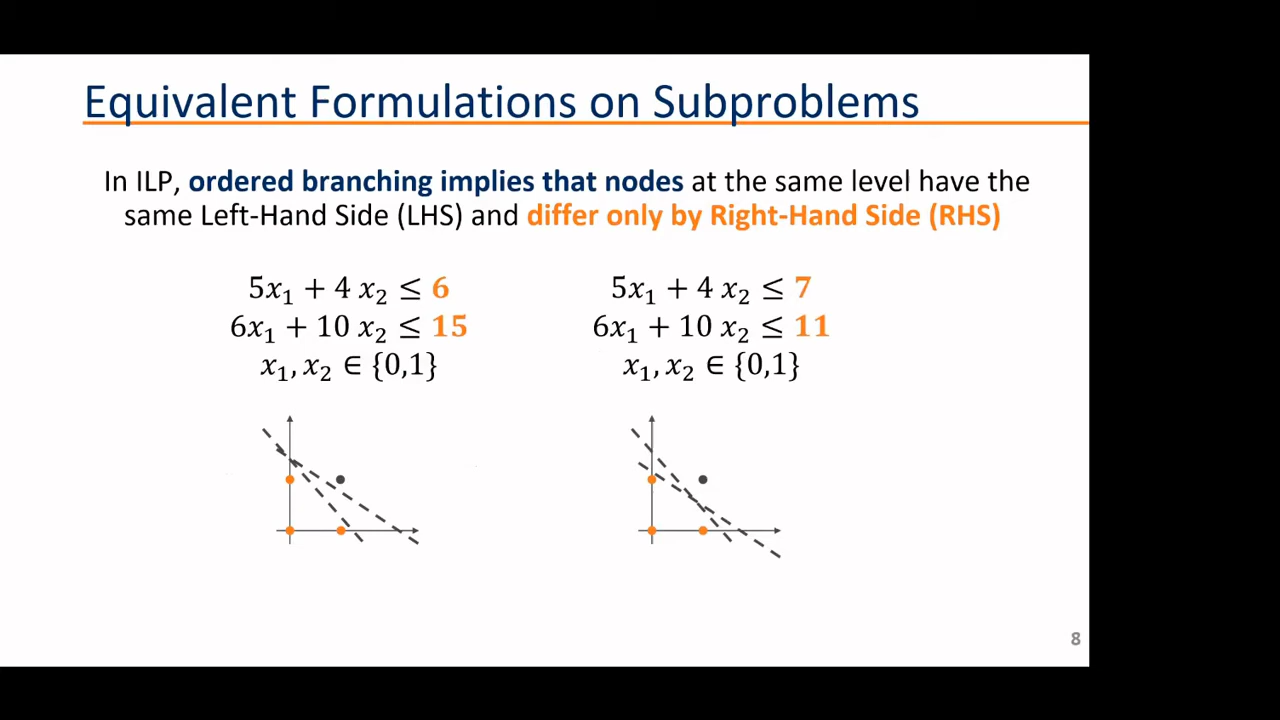 Equivalent Formulations on Subproblems
In ILP, ordered branching implies that nodes at the same level have the
same Left-Hand Side (LHS) and differ only by Right-Hand Side (RHS)
5x₁ + 4 x₂ ≤ 6
6x₁ + 10 x₂ ≤ 15
x₁, x₂ ∈ {0,1}
5x₁ + 4 x₂ ≤ 7
6x₁ + 10 x₂ ≤ 11
x₁, x₂ ∈ {0,1}
8